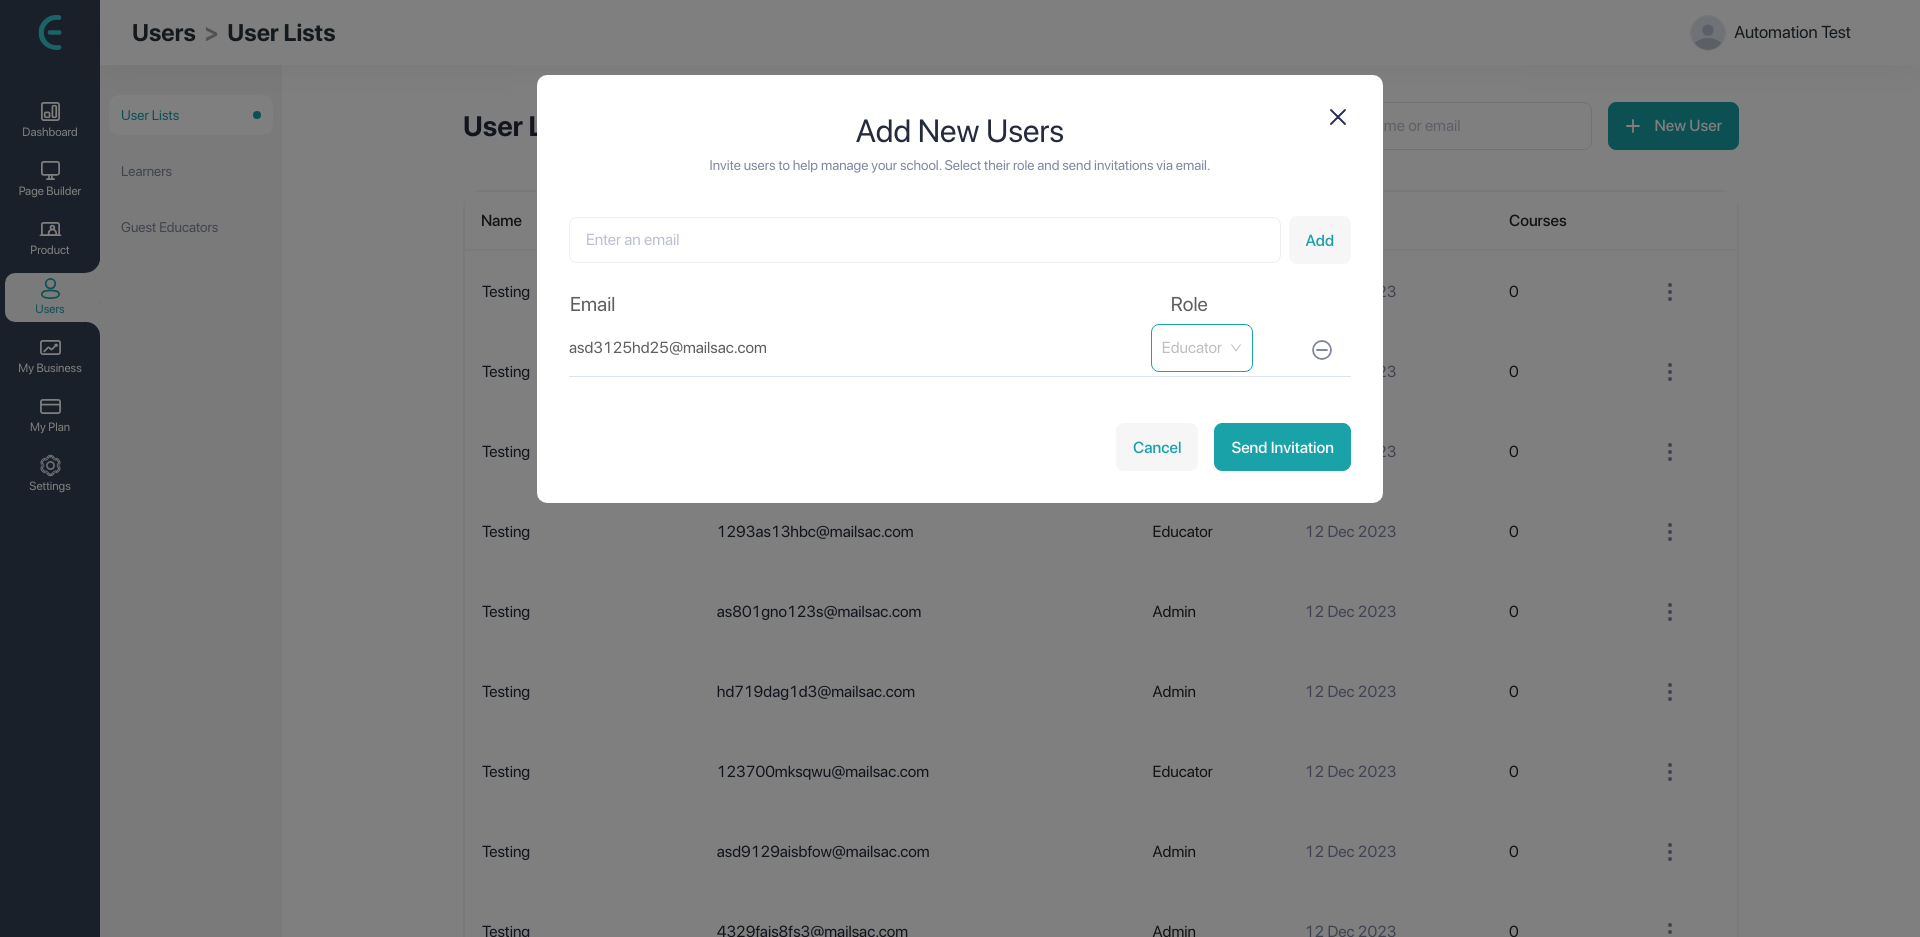 Users > User Lists
Automation Test
Dashboard
Page Builder
Product
Users
My Business
My Plan
Settings
User Lists
Learners
Guest Educators
User L
me or email
+ New User
Name
Courses
Testing 23 0
Testing 23 0
Testing 23 0
Testing 1293as13hbc@mailsac.com Educator 12 Dec 2023 0
Testing as801gno123s@mailsac.com Admin 12 Dec 2023 0
Testing hd719dag1d3@mailsac.com Admin 12 Dec 2023 0
Testing 123700mksqwu@mailsac.com Educator 12 Dec 2023 0
Testing asd9129aisbfow@mailsac.com Admin 12 Dec 2023 0
Testing 4329fais8fs3@mailsac.com Admin 12 Dec 2023 0
Add New Users
Invite users to help manage your school. Select their role and send invitations via email.
Enter an email
Add
Email Role
asd3125hd25@mailsac.com Educator
Cancel
Send Invitation